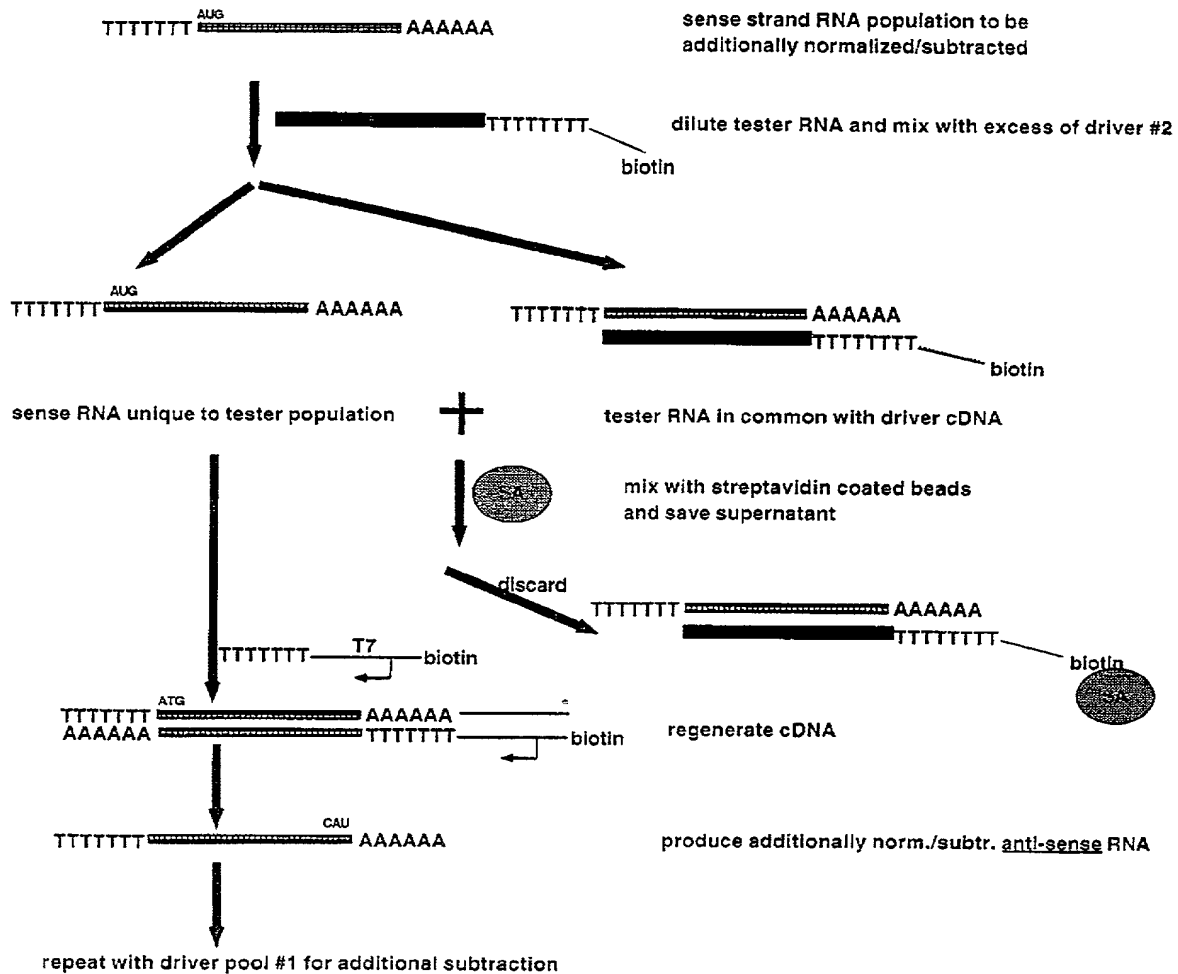 AUG
TTTTTTT AAAAAA
sense strand RNA population to be
additionally normalized/subtracted
TTTTTTTT
biotin
dilute tester RNA and mix with excess of driver #2
AUG
TTTTTTT AAAAAA
TTTTTTT AAAAAA
TTTTTTTT
biotin
sense RNA unique to tester population
+
tester RNA in common with driver cDNA
SA
mix with streptavidin coated beads
and save supernatant
discard
TTTTTTT AAAAAA
TTTTTTTT
biotin
SA
TTTTTTT T7 biotin
ATG
TTTTTTT AAAAAA
AAAAAA TTTTTTT biotin
regenerate cDNA
CAU
TTTTTTT AAAAAA
produce additionally norm./subtr. anti-sense RNA
repeat with driver pool #1 for additional subtraction